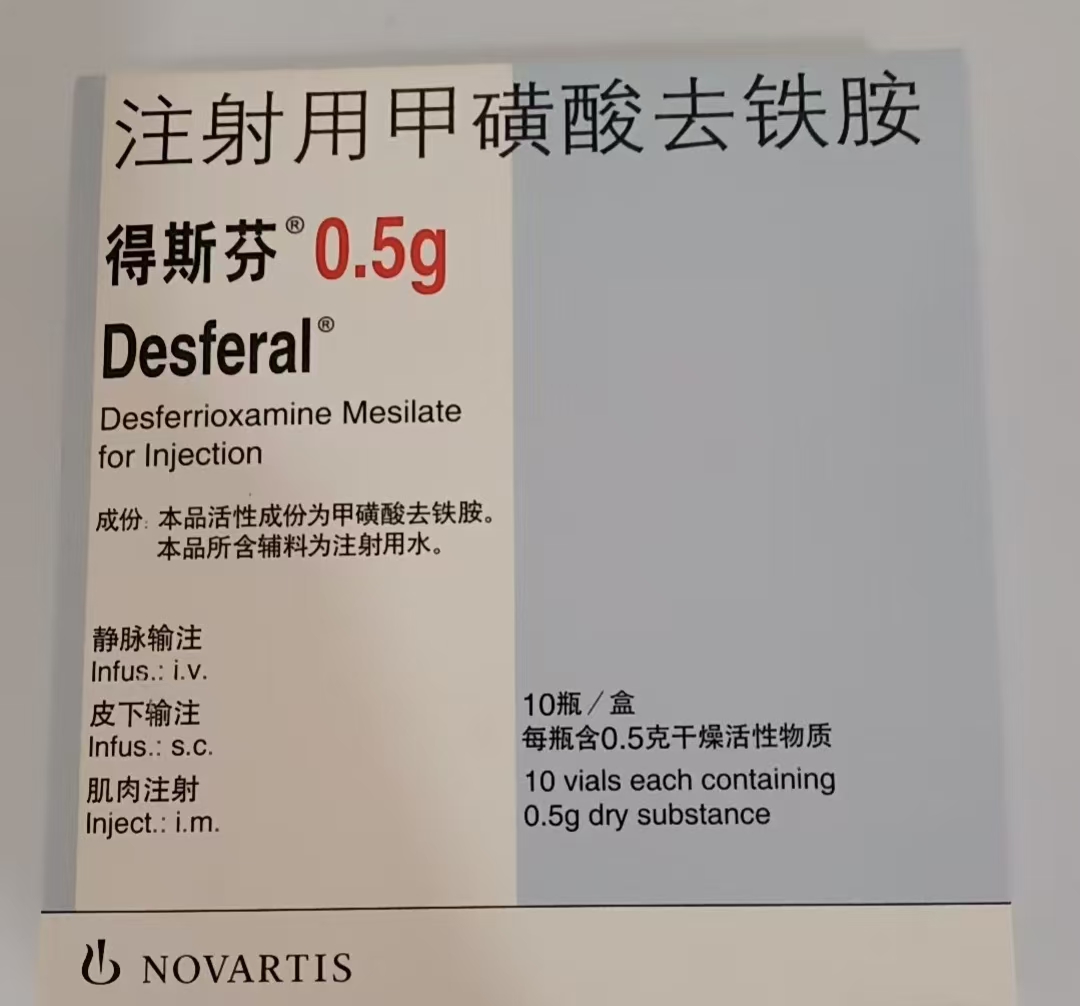 注射用甲磺酸去铁胺
得斯芬® 0.5g
Desferal®
Desferrioxamine Mesilate
for Injection
成份: 本品活性成份为甲磺酸去铁胺。
本品所含辅料为注射用水。
静脉输注
Infus.: i.v.
皮下输注
Infus.: s.c.
肌肉注射
Inject.: i.m.
10瓶／盒
每瓶含0.5克干燥活性物质
10 vials each containing
0.5g dry substance
NOVARTIS